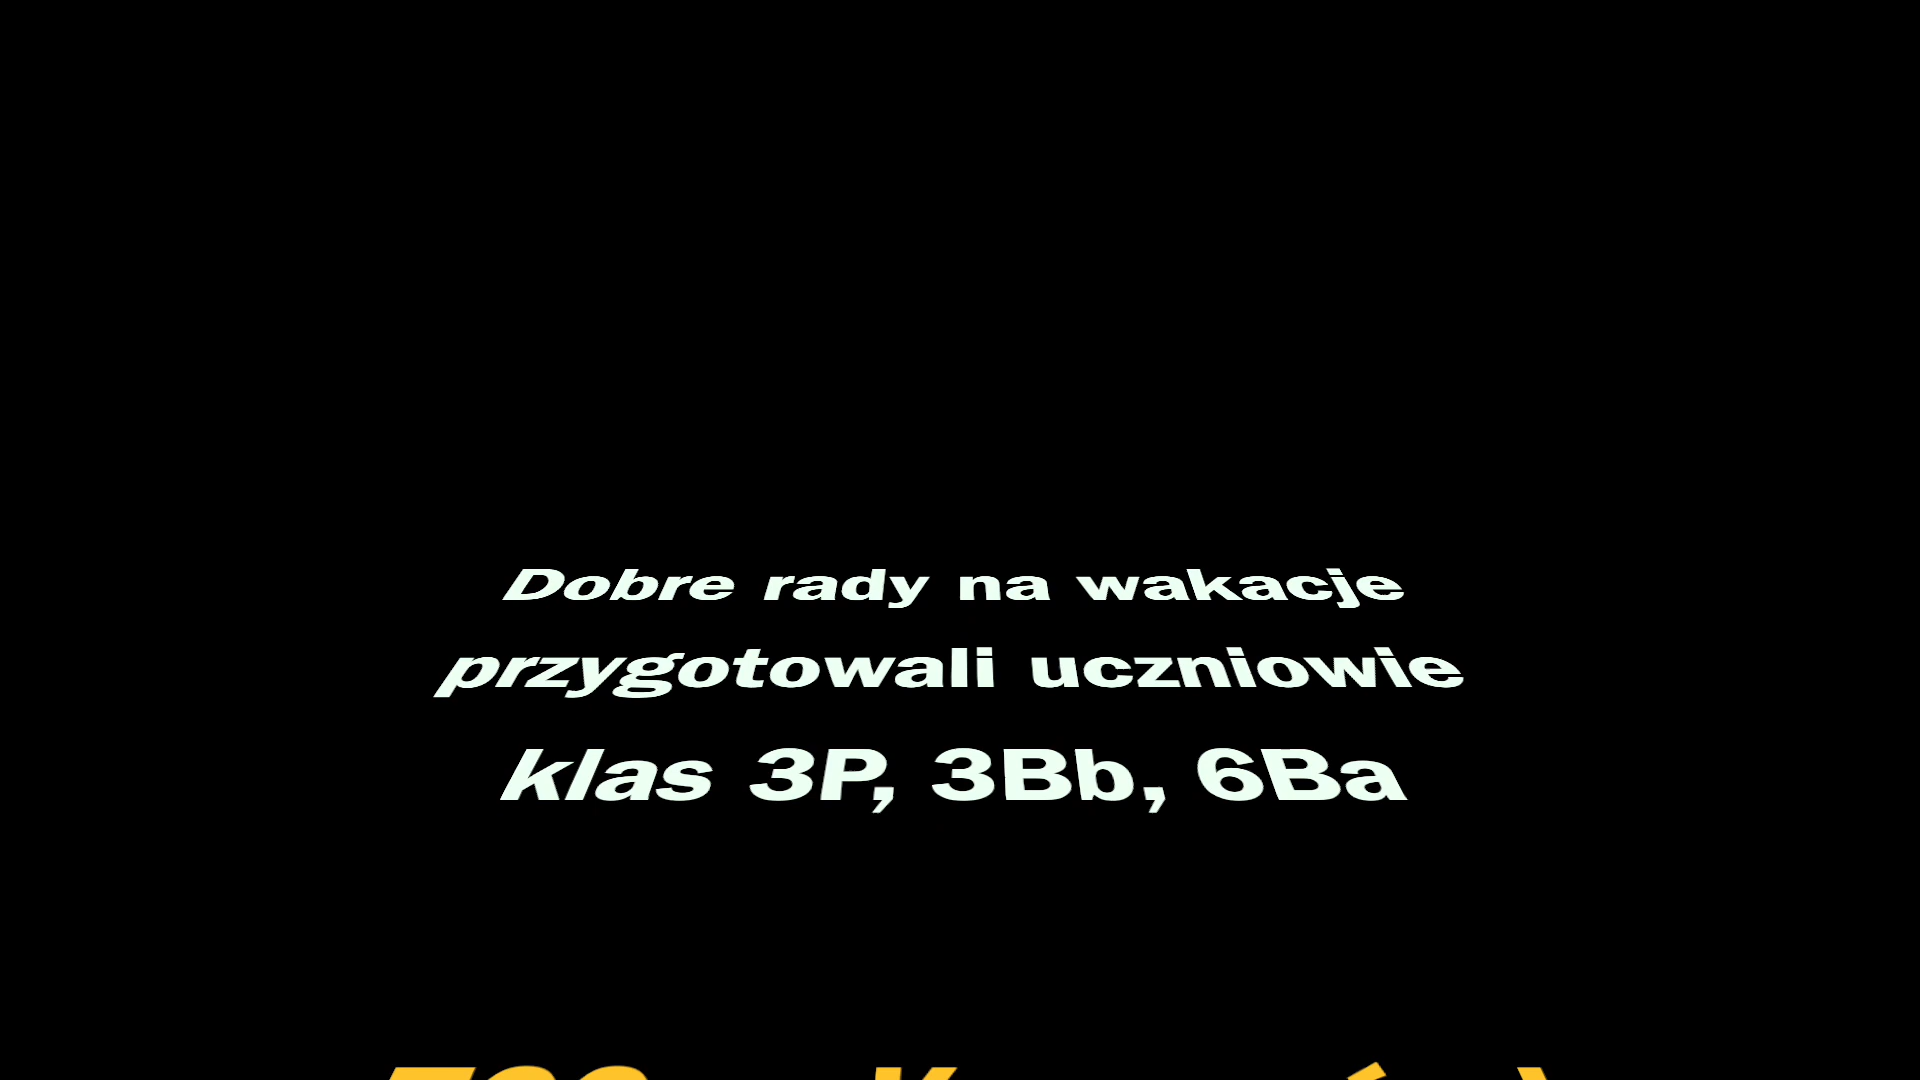 Dobre rady na wakacje
przygotowali uczniowie
klas 3P, 3Bb, 6Ba